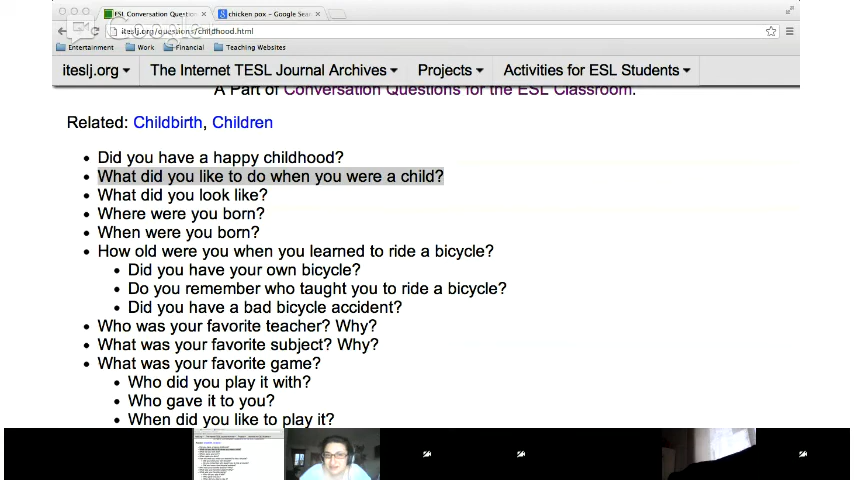 ESL Conversation Question
chicken pox - Google Sear
iteslj.org/questions/childhood.html
Entertainment Work Financial Teaching Websites
iteslj.org The Internet TESL Journal Archives Projects Activities for ESL Students
A Part of Conversation Questions for the ESL Classroom.
Related: Childbirth, Children
Did you have a happy childhood?
What did you like to do when you were a child?
What did you look like?
Where were you born?
When were you born?
How old were you when you learned to ride a bicycle?
Did you have your own bicycle?
Do you remember who taught you to ride a bicycle?
Did you have a bad bicycle accident?
Who was your favorite teacher? Why?
What was your favorite subject? Why?
What was your favorite game?
Who did you play it with?
Who gave it to you?
When did you like to play it?